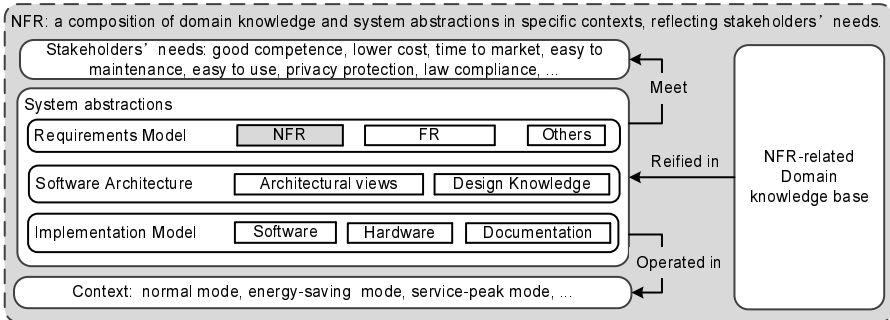 NFR: a composition of domain knowledge and system abstractions in specific contexts, reflecting stakeholders’ needs.
Stakeholders’ needs: good competence, lower cost, time to market, easy to
maintenance, easy to use, privacy protection, law compliance, ...
Meet
System abstractions
Requirements Model NFR FR Others
Software Architecture Architectural views Design Knowledge
Reified in
Implementation Model Software Hardware Documentation
Operated in
Context: normal mode, energy-saving mode, service-peak mode, ...
NFR-related
Domain
knowledge base